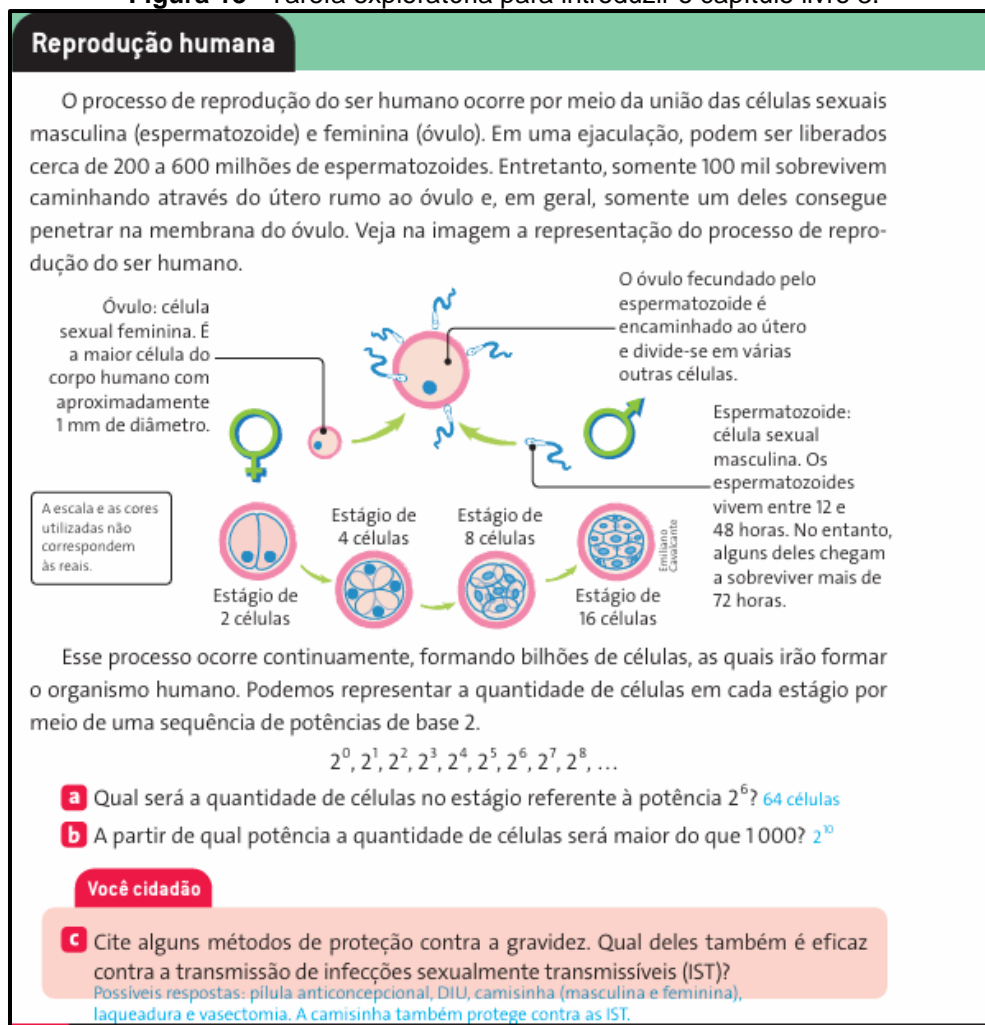 Figura 18 - Tarefa exploratória para introduzir o capítulo livro 3.
Reprodução humana
O processo de reprodução do ser humano ocorre por meio da união das células sexuais
masculina (espermatozoide) e feminina (óvulo). Em uma ejaculação, podem ser liberados
cerca de 200 a 600 milhões de espermatozoides. Entretanto, somente 100 mil sobrevivem
caminhando através do útero rumo ao óvulo e, em geral, somente um deles consegue
penetrar na membrana do óvulo. Veja na imagem a representação do processo de repro-
dução do ser humano.
Óvulo: célula
sexual feminina. É
a maior célula do
corpo humano com
aproximadamente
1 mm de diâmetro.
O óvulo fecundado pelo
espermatozoide é
encaminhado ao útero
e divide-se em várias
outras células.
Espermatozoide:
célula sexual
masculina. Os
espermatozoides
vivem entre 12 e
48 horas. No entanto,
alguns deles chegam
a sobreviver mais de
72 horas.
A escala e as cores
utilizadas não
correspondem
às reais.
Estágio de
2 células
Estágio de
4 células
Estágio de
8 células
Estágio de
16 células
Emiliano
Cavalcante
Esse processo ocorre continuamente, formando bilhões de células, as quais irão formar
o organismo humano. Podemos representar a quantidade de células em cada estágio por
meio de uma sequência de potências de base 2.
2⁰, 2¹, 2², 2³, 2⁴, 2⁵, 2⁶, 2⁷, 2⁸, ...
a Qual será a quantidade de células no estágio referente à potência 2⁶? 64 células
b A partir de qual potência a quantidade de células será maior do que 1 000? 2¹⁰
Você cidadão
c Cite alguns métodos de proteção contra a gravidez. Qual deles também é eficaz
contra a transmissão de infecções sexualmente transmissíveis (IST)?
Possíveis respostas: pílula anticoncepcional, DIU, camisinha (masculina e feminina),
laqueadura e vasectomia. A camisinha também protege contra as IST.